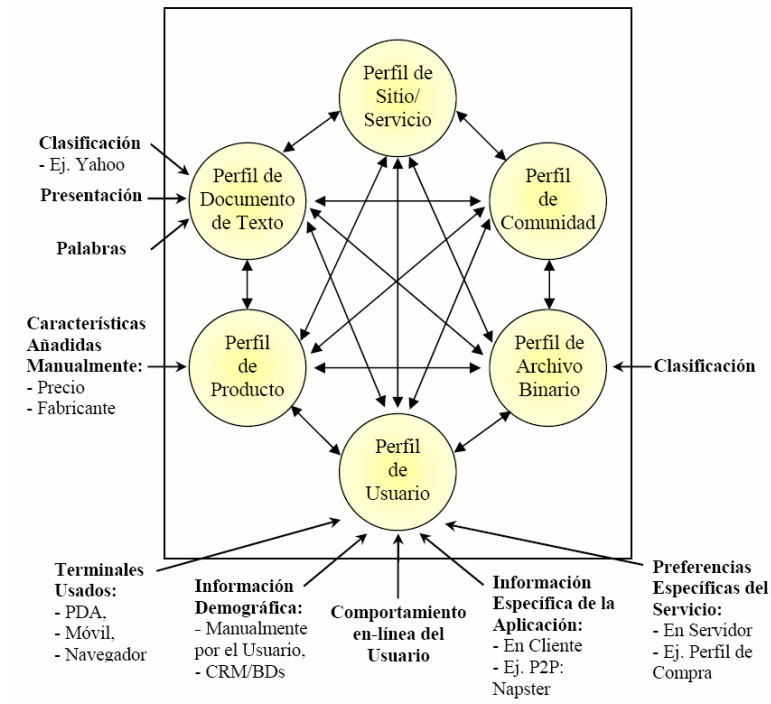 Perfil de
Sitio/
Servicio
Clasificación
- Ej. Yahoo
Presentación
Palabras
Perfil de
Documento
de Texto
Perfil
de
Comunidad
Características
Añadidas
Manualmente:
- Precio
- Fabricante
Perfil
de
Producto
Perfil de
Archivo
Binario
Clasificación
Perfil
de
Usuario
Terminales
Usados:
- PDA,
- Móvil,
- Navegador
Información
Demográfica:
- Manualmente
por el Usuario,
- CRM/BDs
Comportamiento
en-línea del
Usuario
Información
Específica de la
Aplicación:
- En Cliente
- Ej. P2P:
Napster
Preferencias
Específicas del
Servicio:
- En Servidor
- Ej. Perfil de
Compra